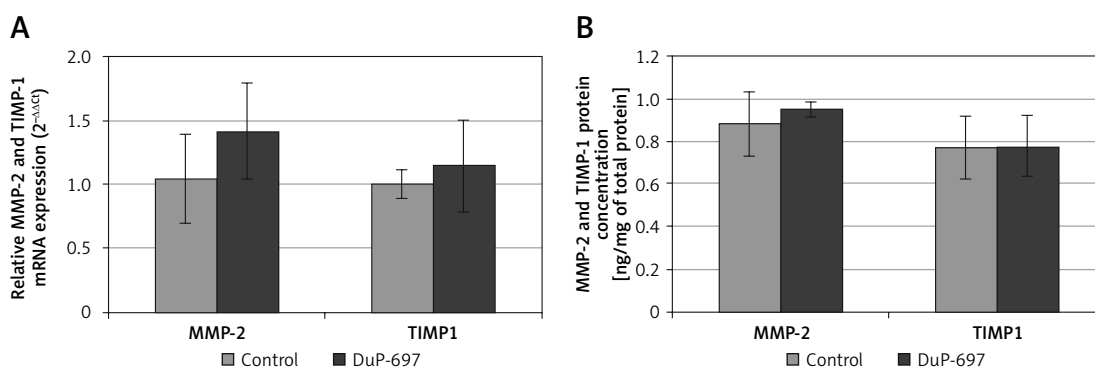 A
Relative MMP-2 and TIMP-1
mRNA expression (2⁻ΔΔCt)
2.0
1.5
1.0
0.5
0
MMP-2
TIMP1
Control
DuP-697
B
MMP-2 and TIMP-1 protein
concentration
[ng/mg of total protein]
1.2
1.0
0.8
0.6
0.4
0.2
0
MMP-2
TIMP1
Control
DuP-697